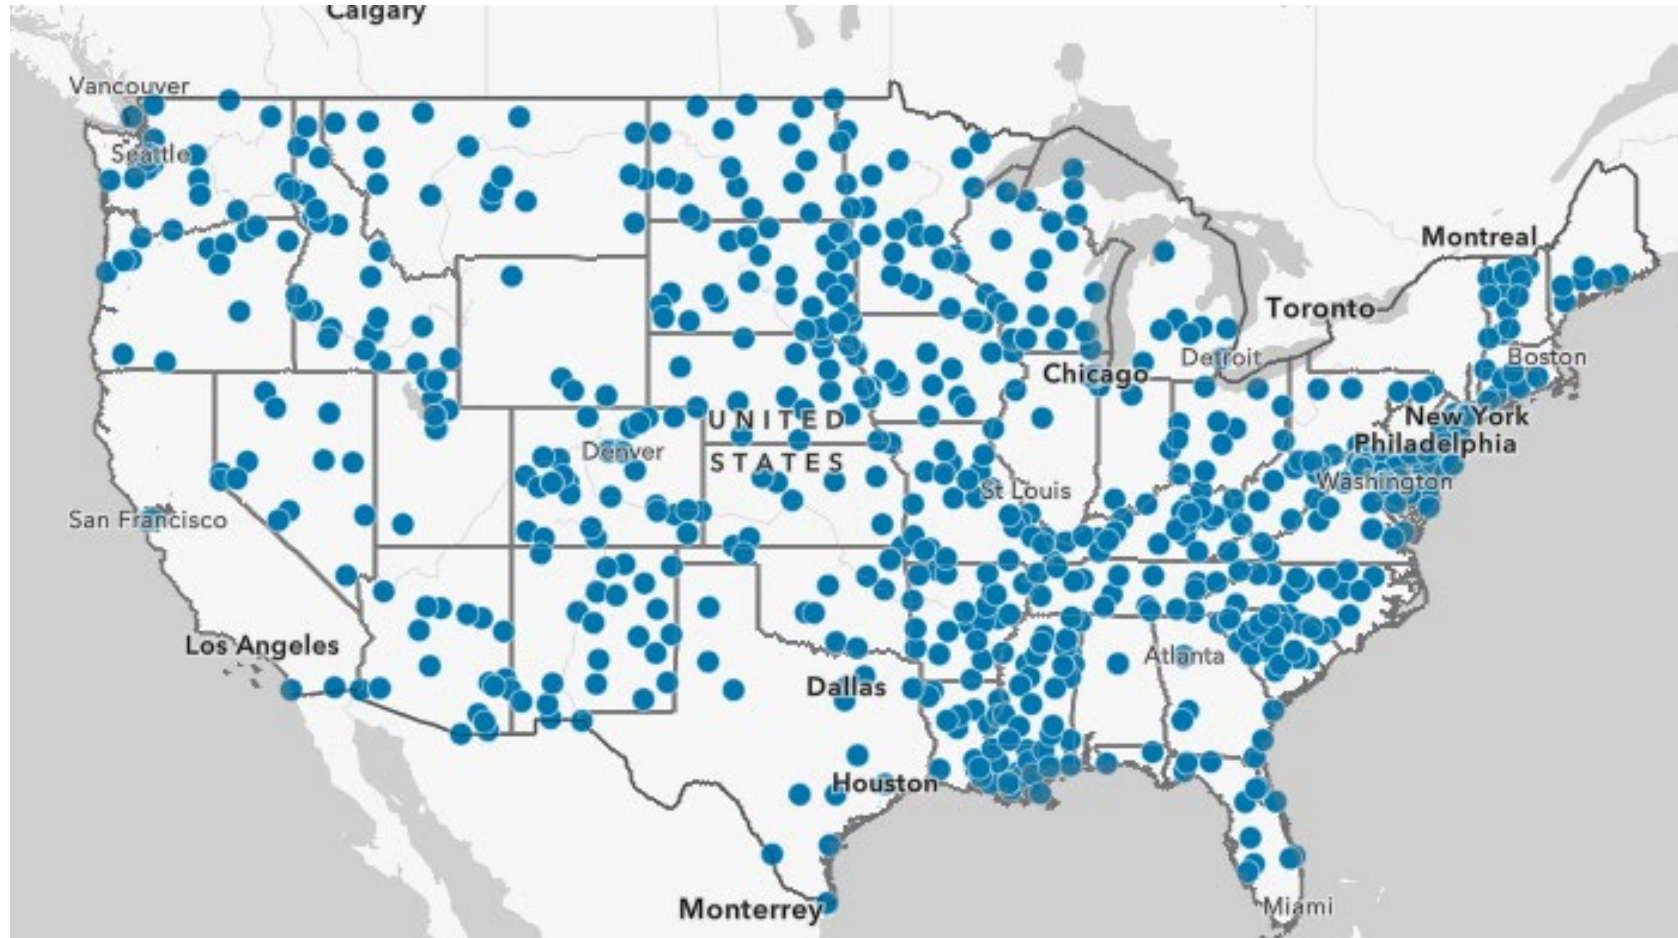 Calgary
Vancouver
Seattle
Montreal
Toronto
Boston
Detroit
Chicago
New York
UNITED
Philadelphia
Denver
STATES
Washington
St Louis
San Francisco
Los Angeles
Atlanta
Dallas
Houston
Monterrey
Miami